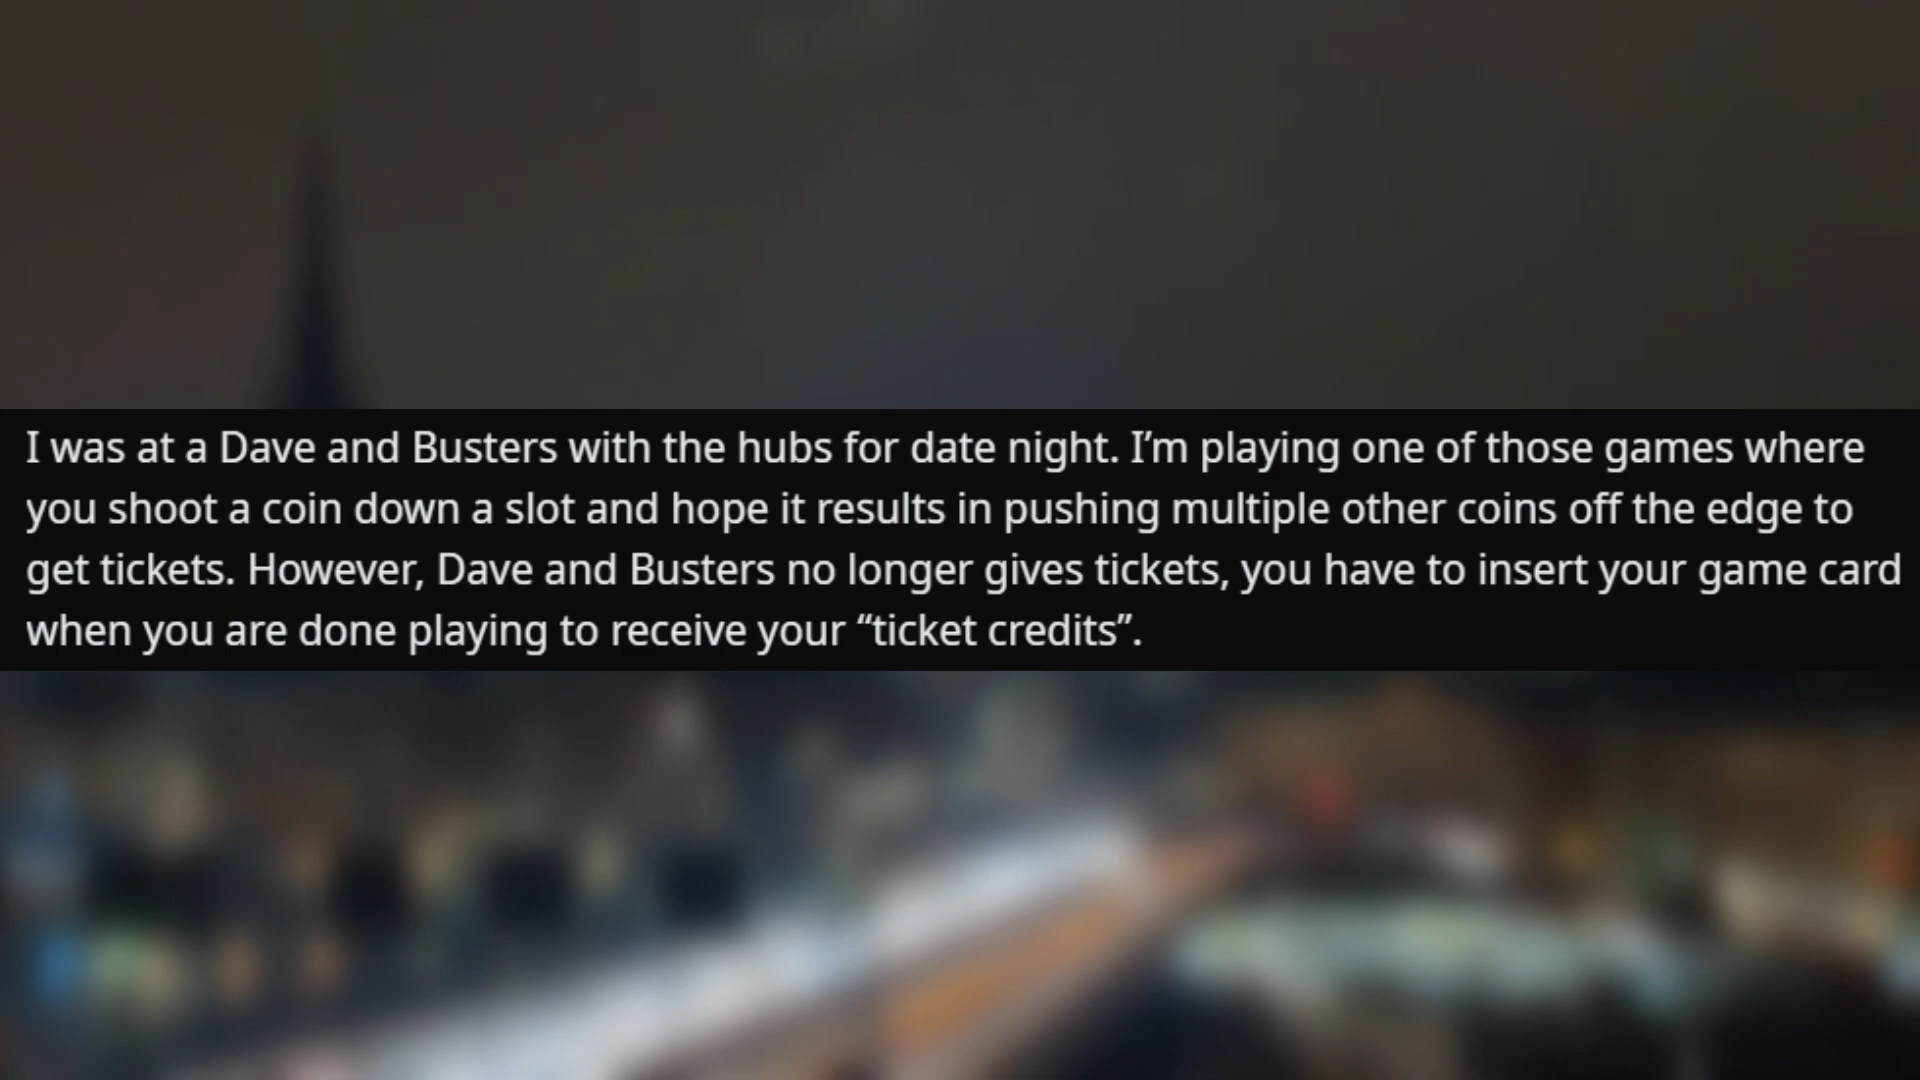 I was at a Dave and Busters with the hubs for date night. I’m playing one of those games where
you shoot a coin down a slot and hope it results in pushing multiple other coins off the edge to
get tickets. However, Dave and Busters no longer gives tickets, you have to insert your game card
when you are done playing to receive your “ticket credits”.